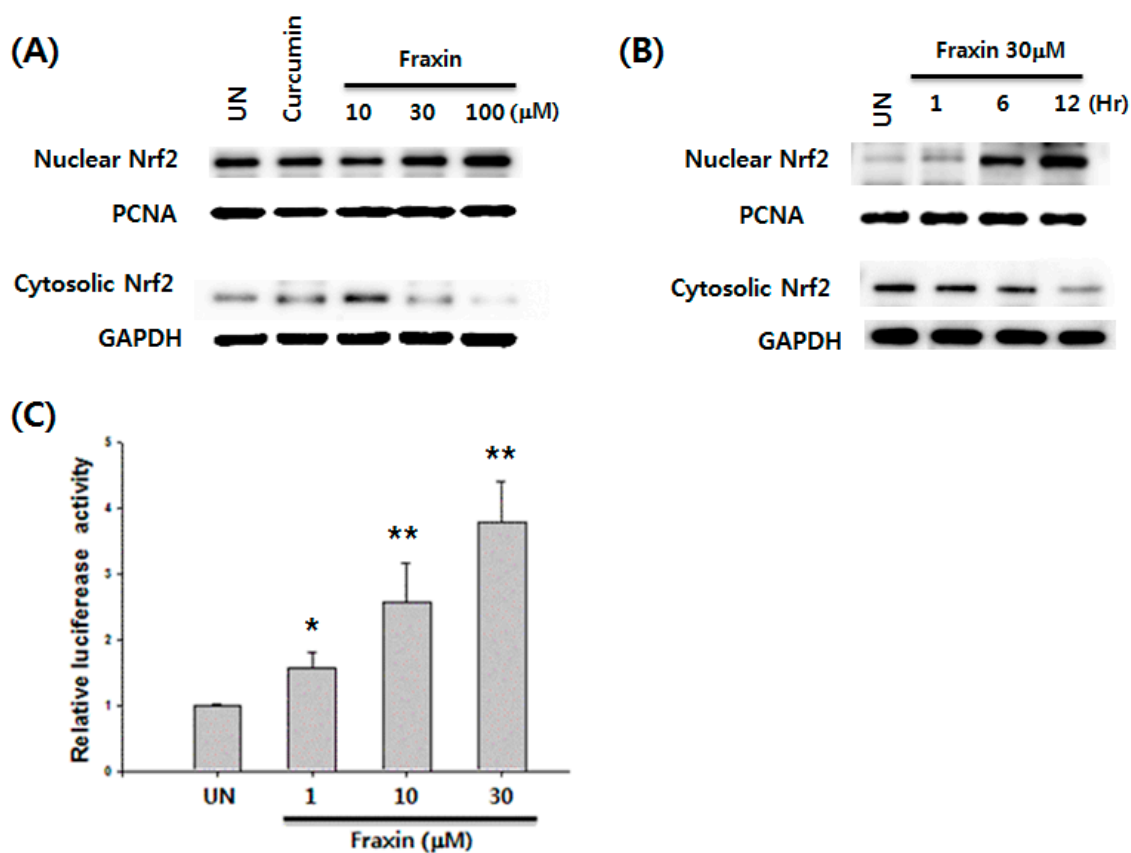 (A)
UN
Curcumin
Fraxin
10 30 100 (μM)
Nuclear Nrf2
PCNA
Cytosolic Nrf2
GAPDH
(B)
Fraxin 30μM
UN
1 6 12 (Hr)
Nuclear Nrf2
PCNA
Cytosolic Nrf2
GAPDH
(C)
Relative luciferease activity
5
4
3
2
1
0
*
**
**
UN 1 10 30
Fraxin (μM)